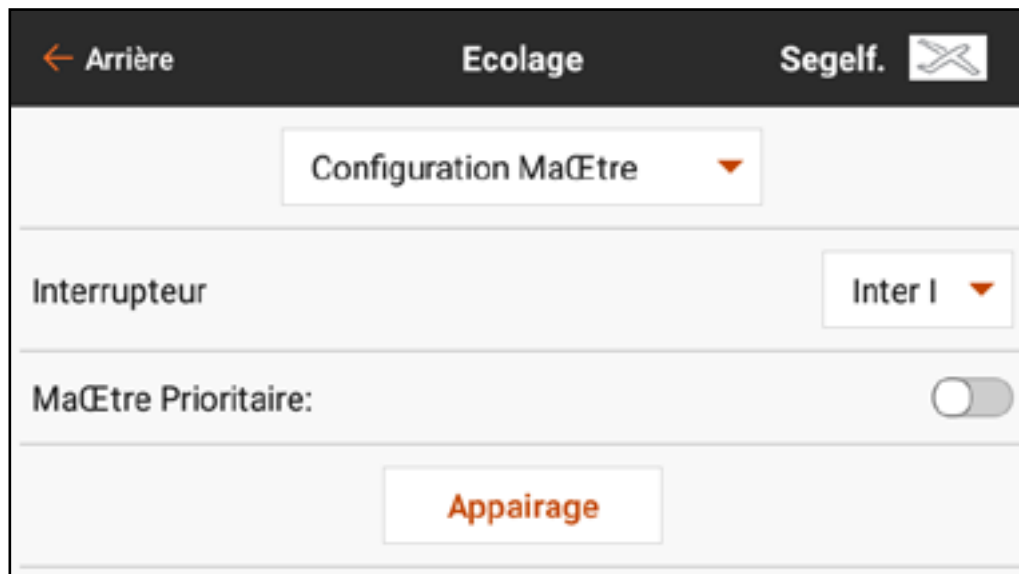 ← Arrière Ecolage Segelf.
Configuration MaŒtre
Interrupteur Inter I
MaŒtre Prioritaire:
Appairage